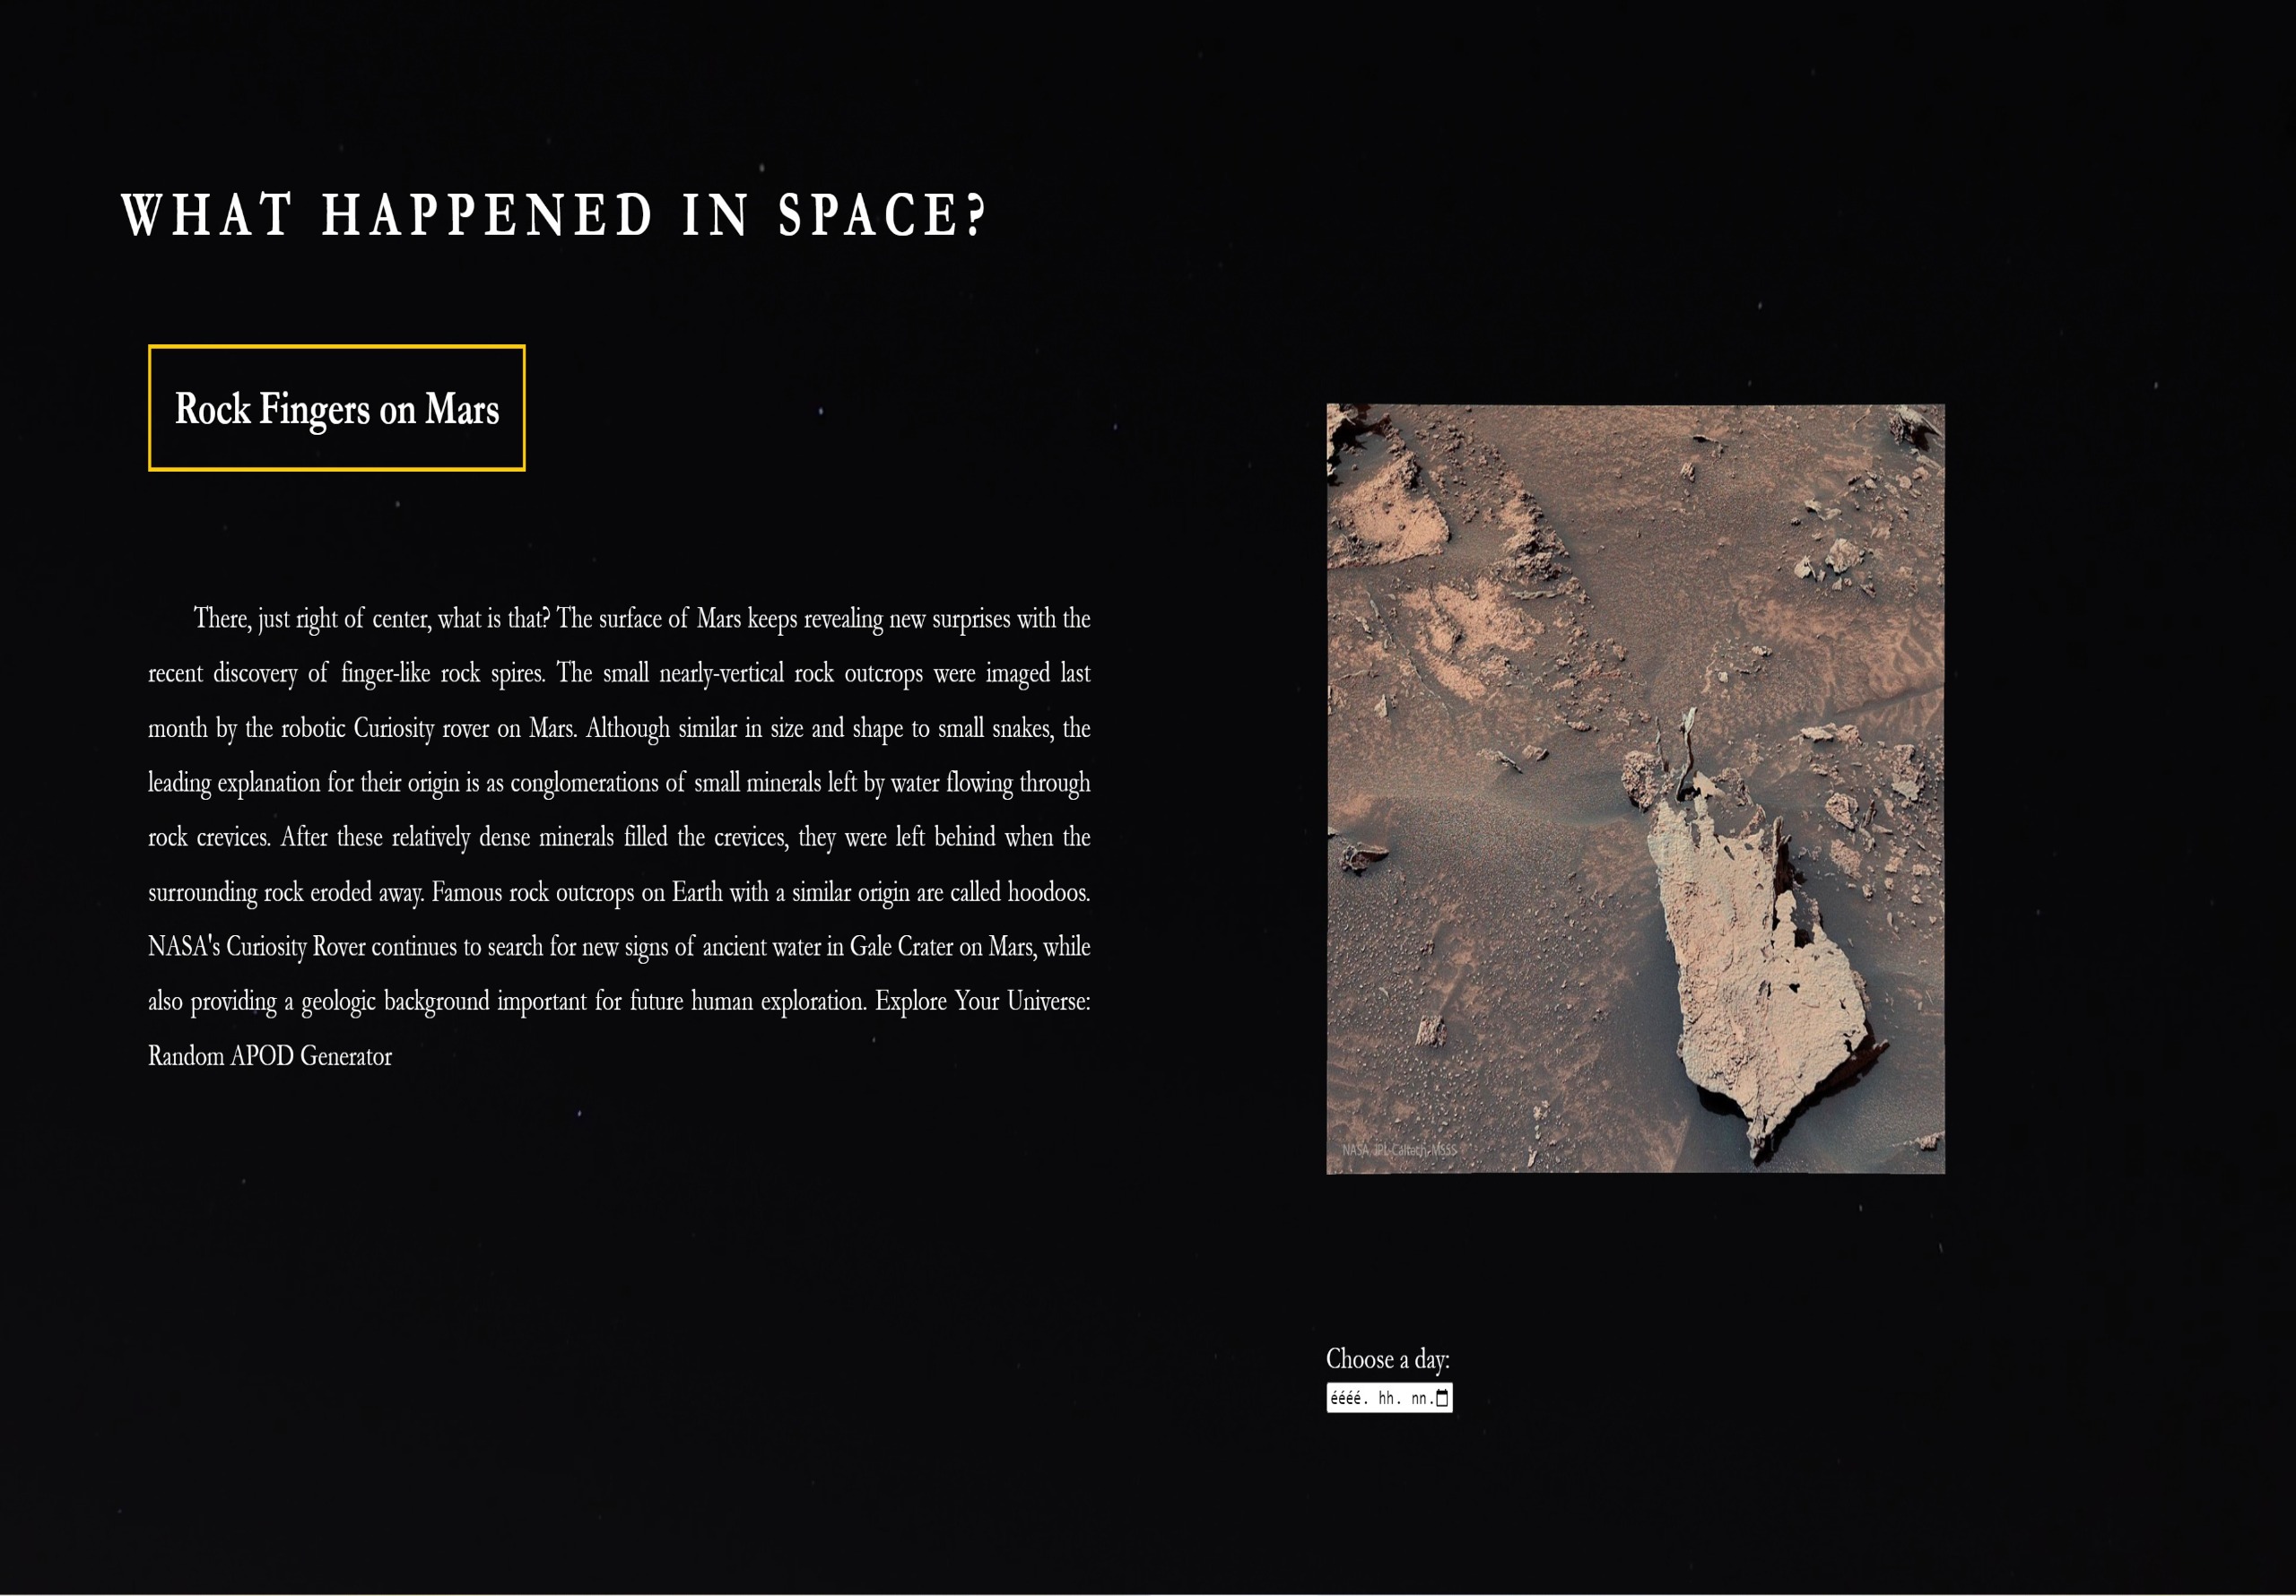 WHAT HAPPENED IN SPACE?
Rock Fingers on Mars
There, just right of center, what is that? The surface of Mars keeps revealing new surprises with the
recent discovery of finger-like rock spires. The small nearly-vertical rock outcrops were imaged last
month by the robotic Curiosity rover on Mars. Although similar in size and shape to small snakes, the
leading explanation for their origin is as conglomerations of small minerals left by water flowing through
rock crevices. After these relatively dense minerals filled the crevices, they were left behind when the
surrounding rock eroded away. Famous rock outcrops on Earth with a similar origin are called hoodoos.
NASA's Curiosity Rover continues to search for new signs of ancient water in Gale Crater on Mars, while
also providing a geologic background important for future human exploration. Explore Your Universe:
Random APOD Generator
NASA, JPL-Caltech, MSSS
Choose a day:
éééé. hh. nn.